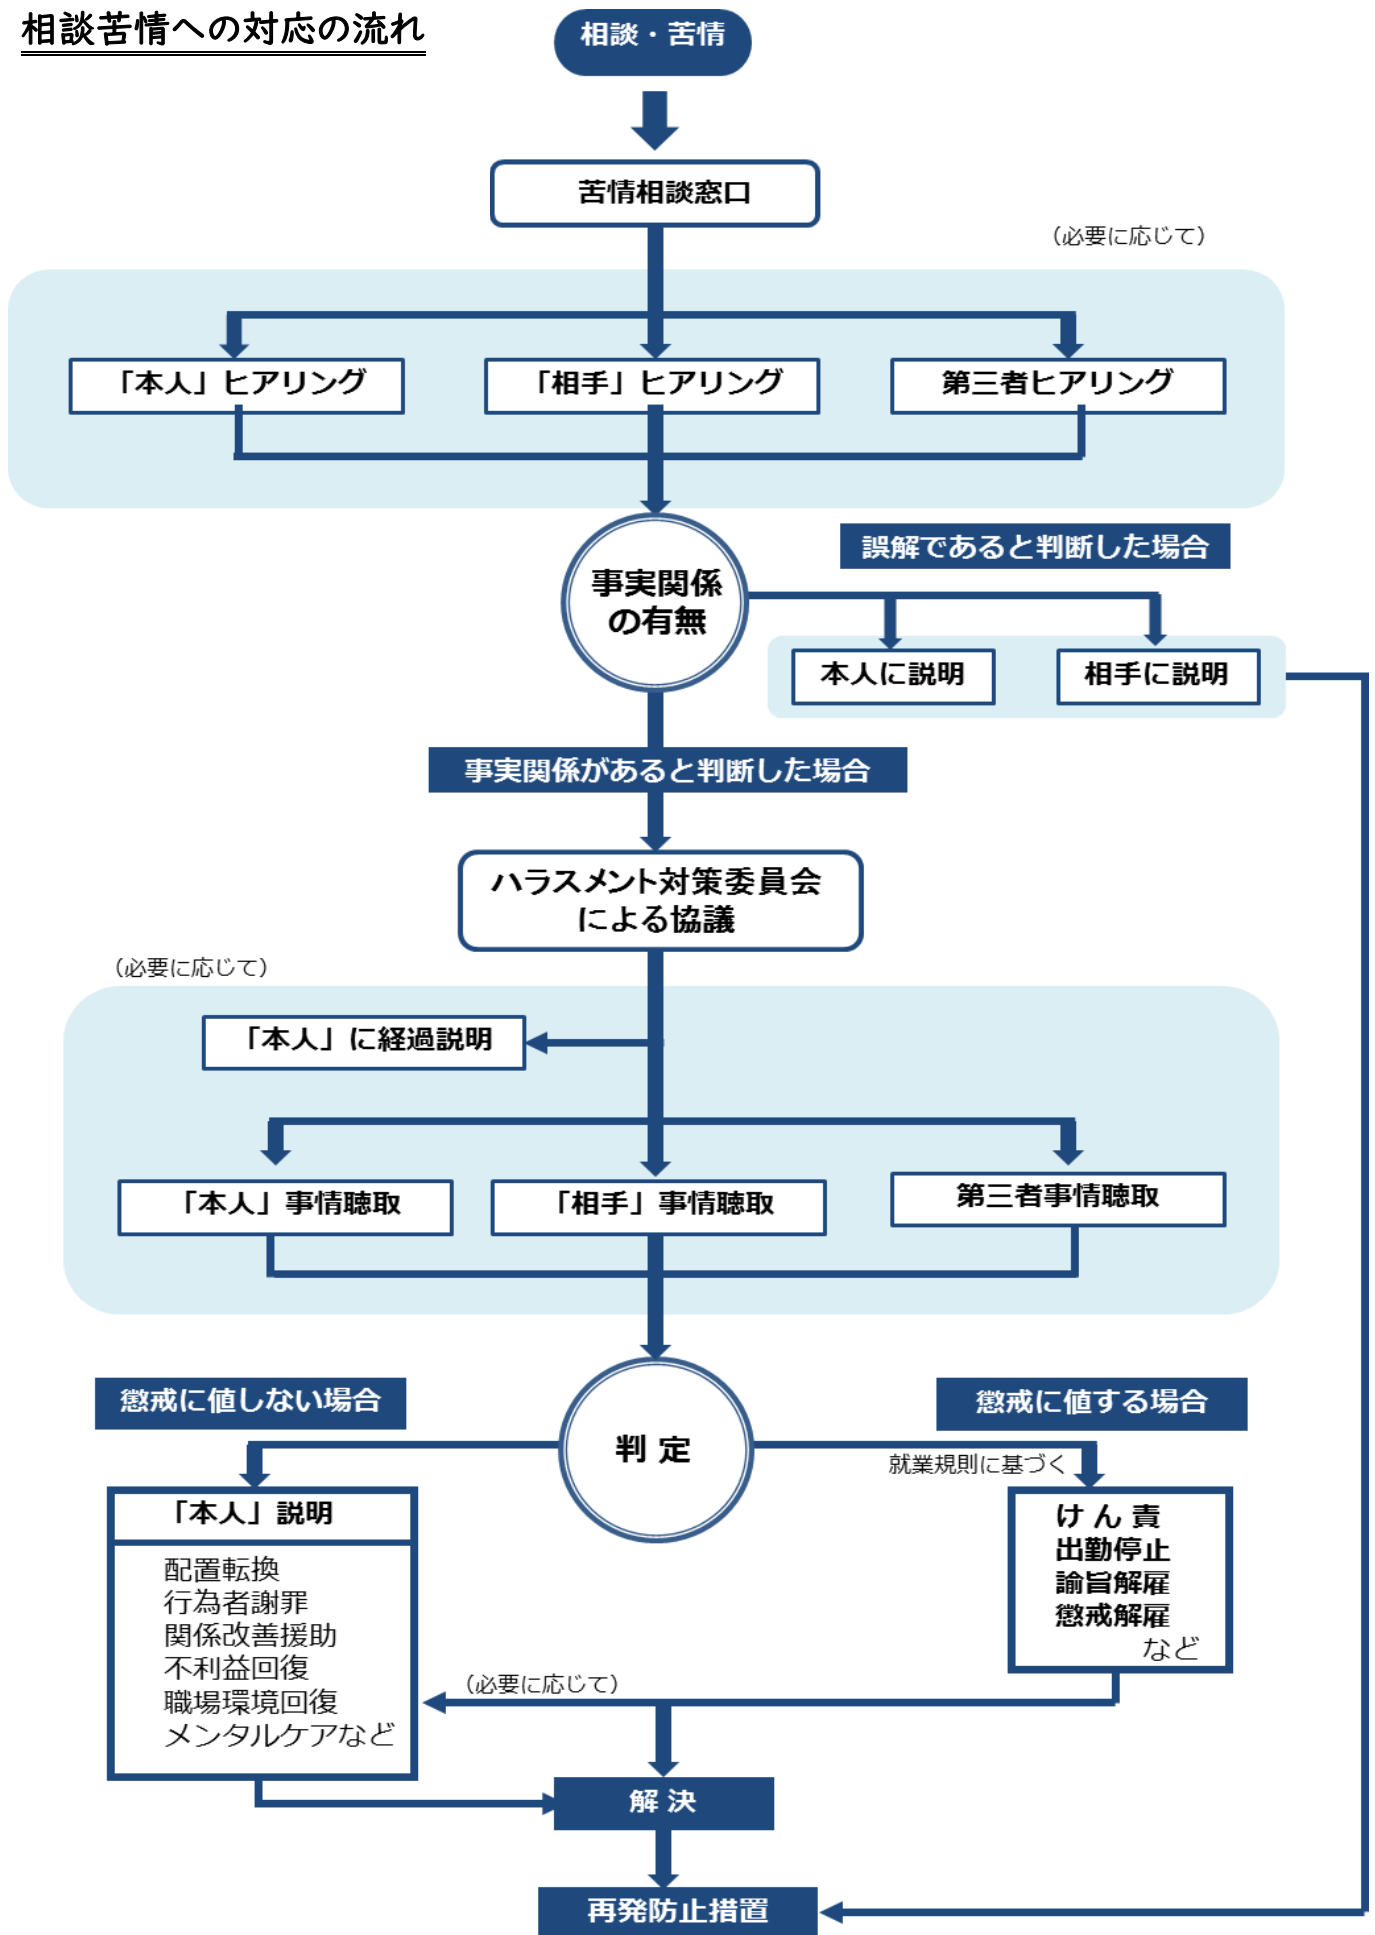 相談苦情への対応の流れ
相談・苦情
苦情相談窓口
（必要に応じて）
「本人」ヒアリング
「相手」ヒアリング
第三者ヒアリング
誤解であると判断した場合
事実関係
の有無
本人に説明
相手に説明
事実関係があると判断した場合
ハラスメント対策委員会
による協議
（必要に応じて）
「本人」に経過説明
「本人」事情聴取
「相手」事情聴取
第三者事情聴取
懲戒に値しない場合
懲戒に値する場合
判 定
就業規則に基づく
「本人」説明
配置転換
行為者謝罪
関係改善援助
不利益回復
職場環境回復
メンタルケアなど
け ん 責
出勤停止
諭旨解雇
懲戒解雇
など
（必要に応じて）
解 決
再発防止措置